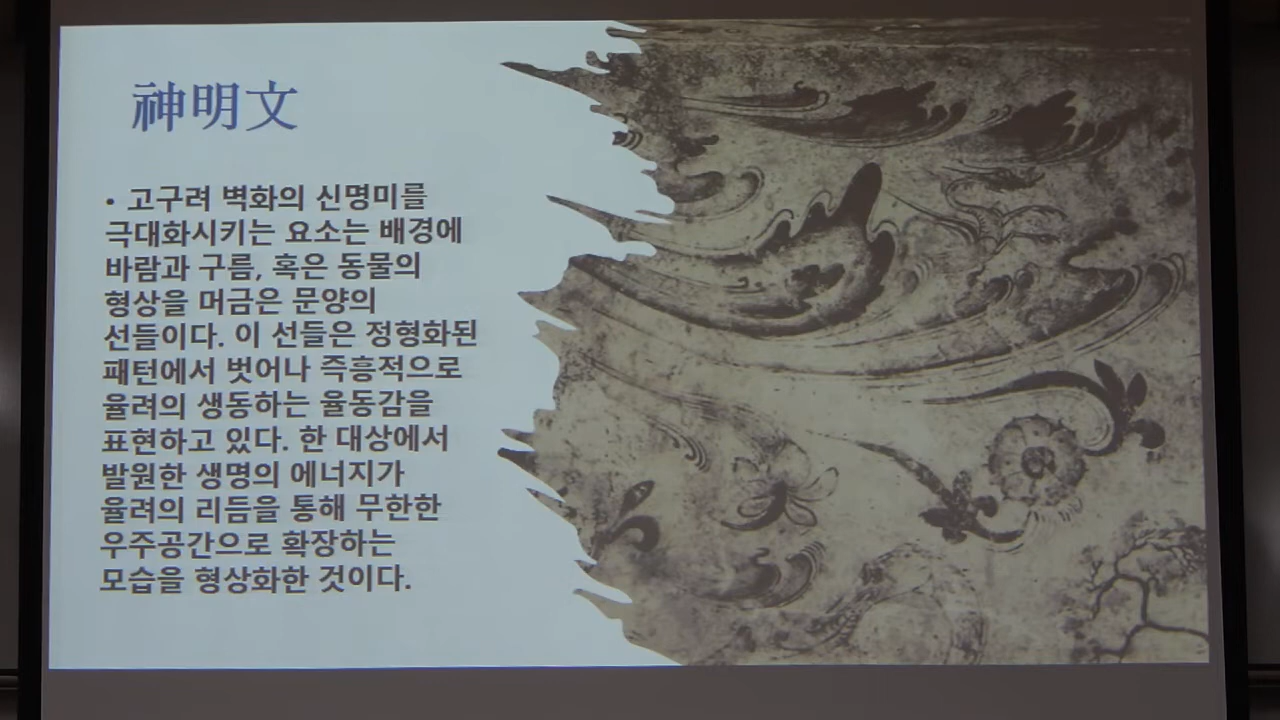 神明文
• 고구려 벽화의 신명미를
극대화시키는 요소는 배경에
바람과 구름, 혹은 동물의
형상을 머금은 문양의
선들이다. 이 선들은 정형화된
패턴에서 벗어나 즉흥적으로
율려의 생동하는 율동감을
표현하고 있다. 한 대상에서
발원한 생명의 에너지가
율려의 리듬을 통해 무한한
우주공간으로 확장하는
모습을 형상화한 것이다.